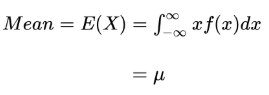 Mean = E(X) = ∫_{-∞}^{∞} xf(x)dx
= μ